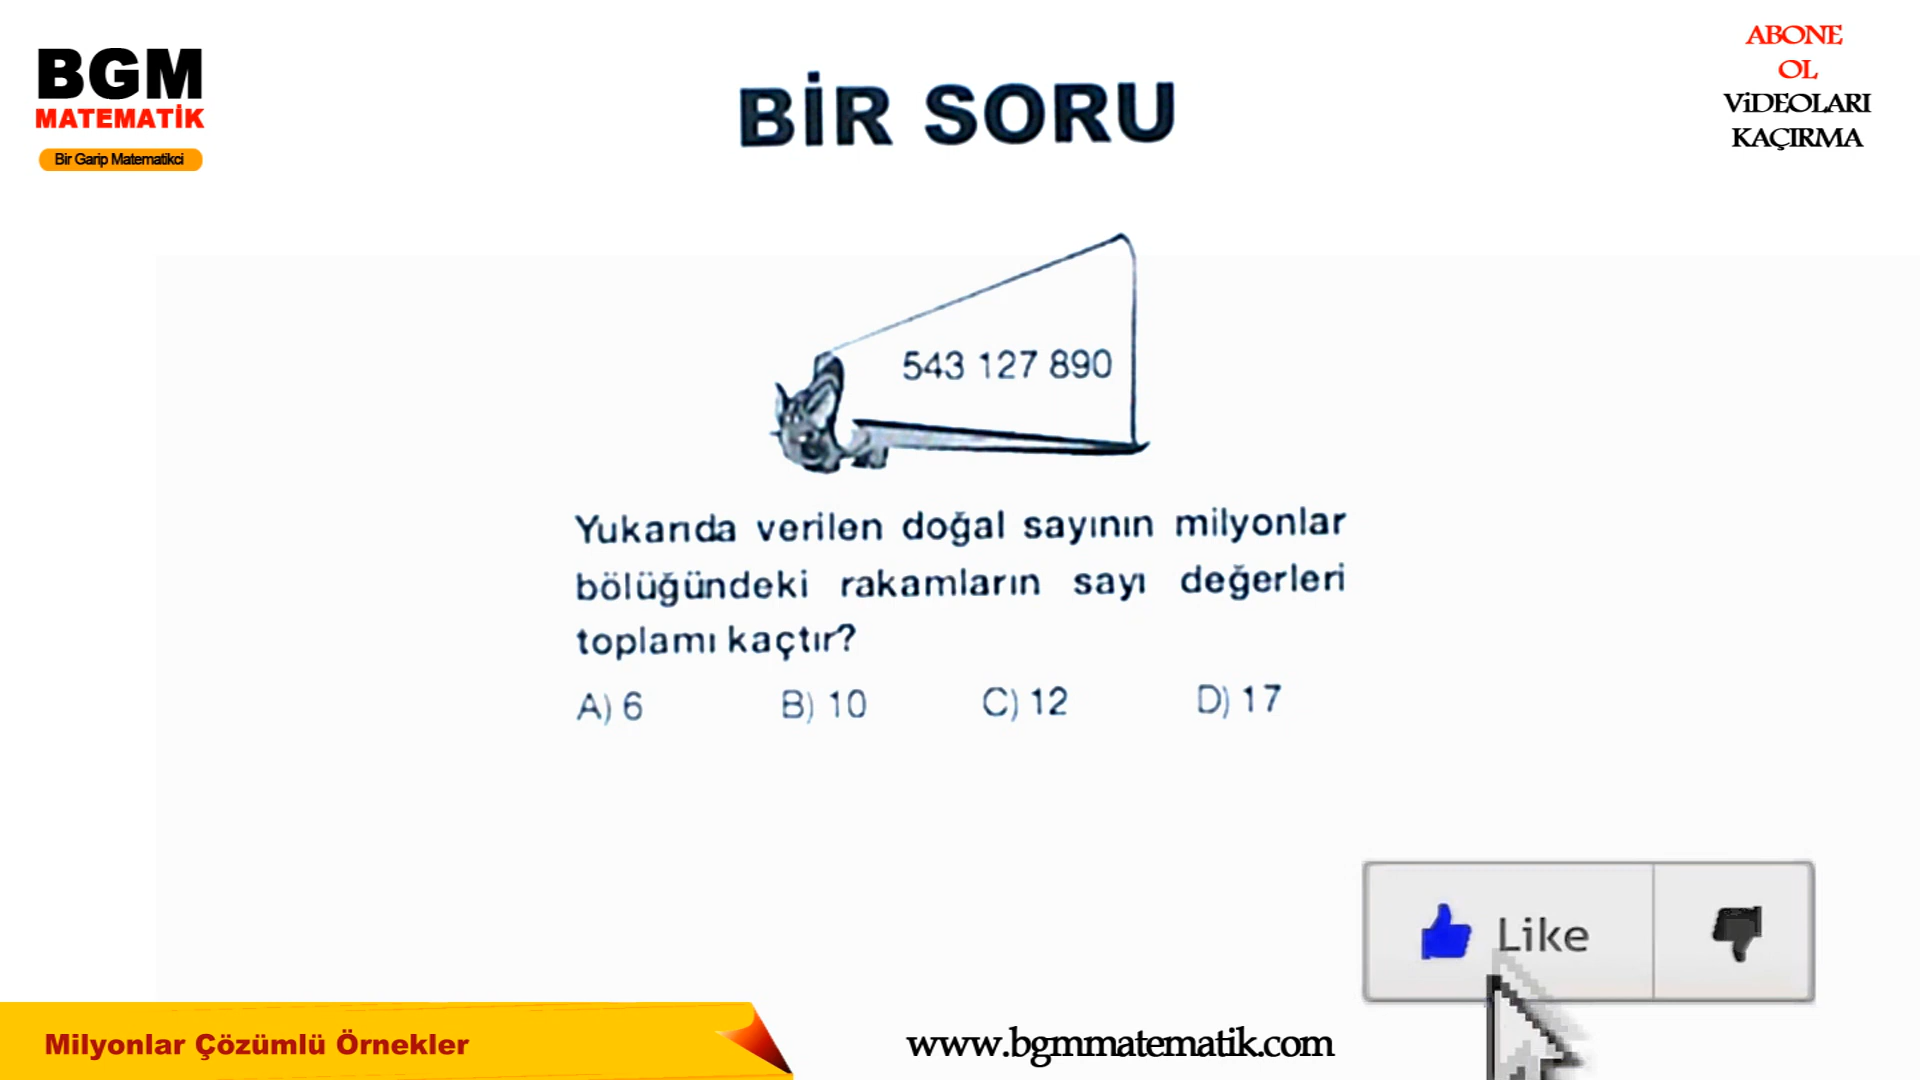 BGM
MATEMATİK
Bir Garip Matematikci
BİR SORU
ABONE
OL
ViDEOLARI
KAÇIRMA
543 127 890
Yukarıda verilen doğal sayının milyonlar
bölüğündeki rakamların sayı değerleri
toplamı kaçtır?
A) 6 B) 10 C) 12 D) 17
Like
Milyonlar Çözümlü Örnekler
www.bgmmatematik.com